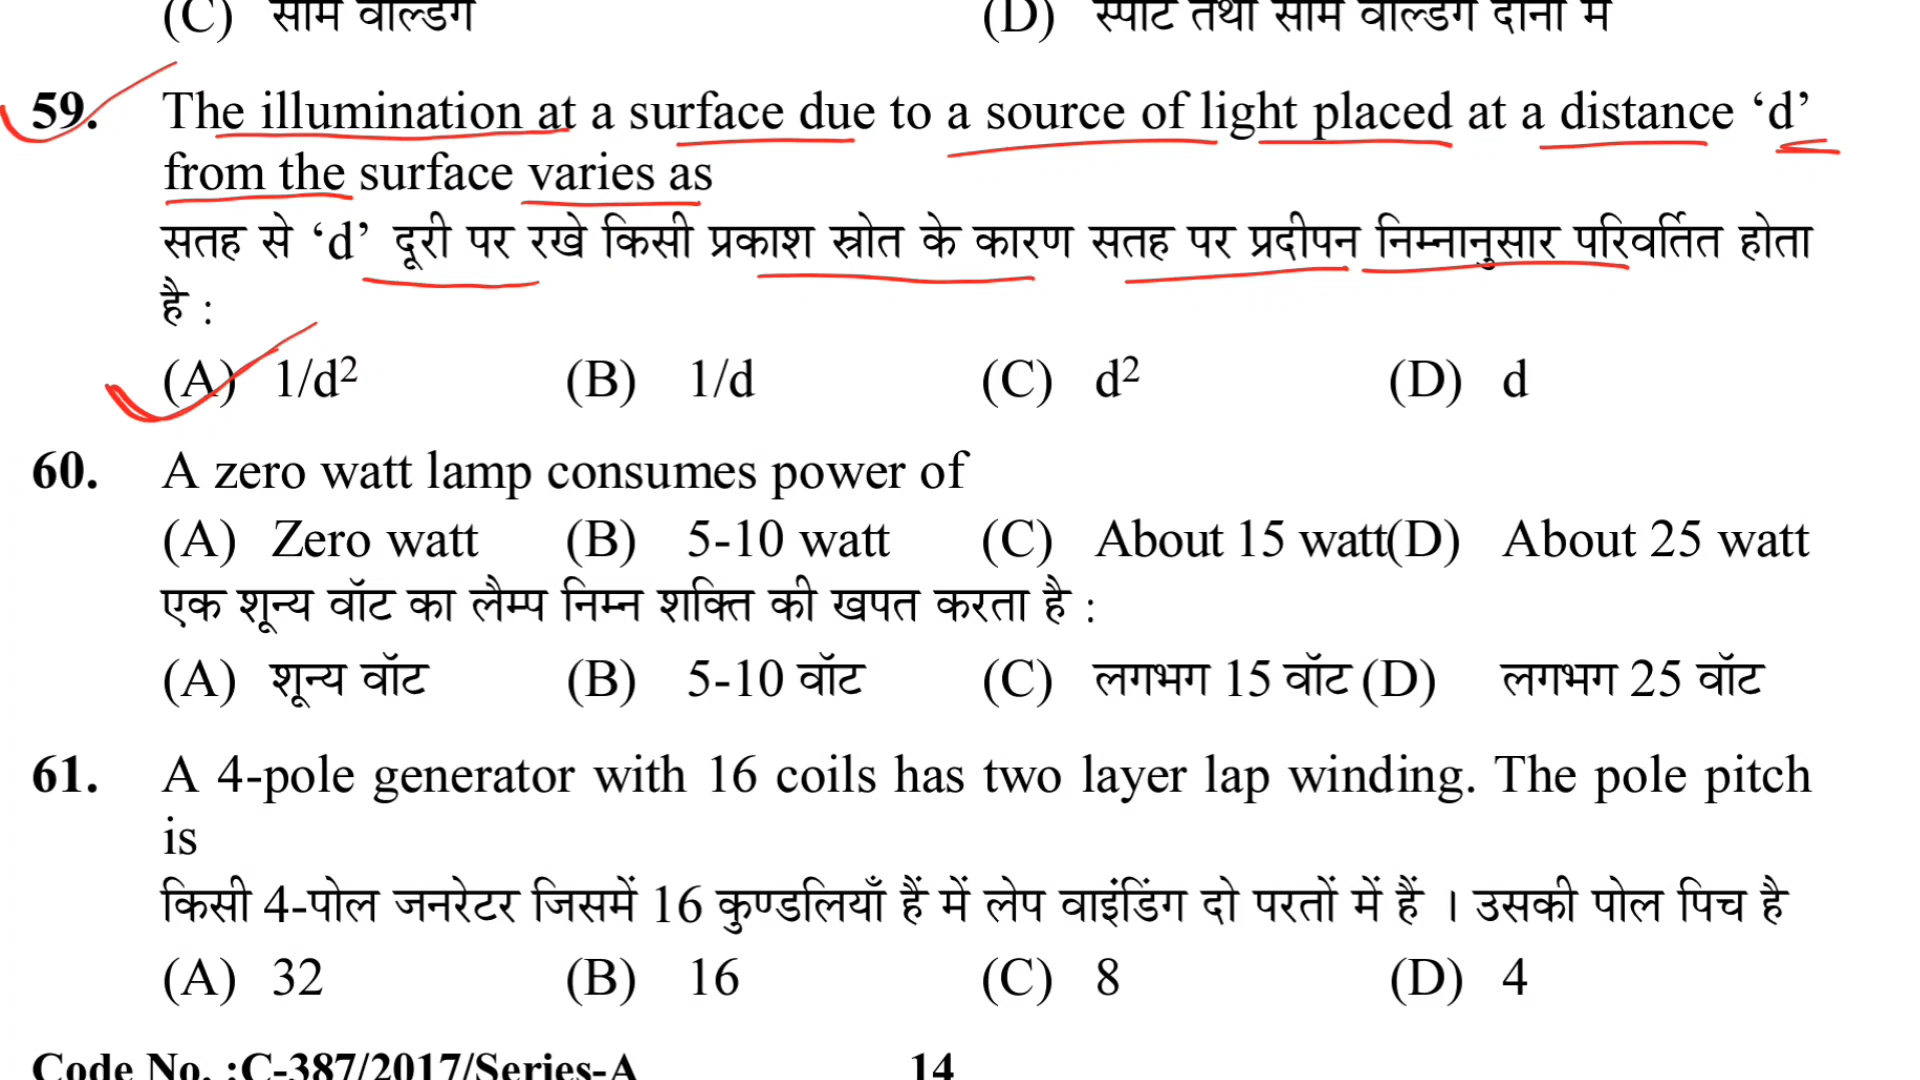 (C) सीम वेल्डिंग (D) स्पॉट तथा सीम वेल्डिंग दोनों में
59. The illumination at a surface due to a source of light placed at a distance ‘d’
from the surface varies as
सतह से ‘d’ दूरी पर रखे किसी प्रकाश स्रोत के कारण सतह पर प्रदीपन निम्नानुसार परिवर्तित होता
है :
(A) 1/d² (B) 1/d (C) d² (D) d
60. A zero watt lamp consumes power of
(A) Zero watt (B) 5-10 watt (C) About 15 watt(D) About 25 watt
एक शून्य वॉट का लैम्प निम्न शक्ति की खपत करता है :
(A) शून्य वॉट (B) 5-10 वॉट (C) लगभग 15 वॉट (D) लगभग 25 वॉट
61. A 4-pole generator with 16 coils has two layer lap winding. The pole pitch
is
किसी 4-पोल जनरेटर जिसमें 16 कुण्डलियाँ हैं में लेप वाइंडिंग दो परतों में हैं । उसकी पोल पिच है
(A) 32 (B) 16 (C) 8 (D) 4
Code No. :C-387/2017/Series-A 14